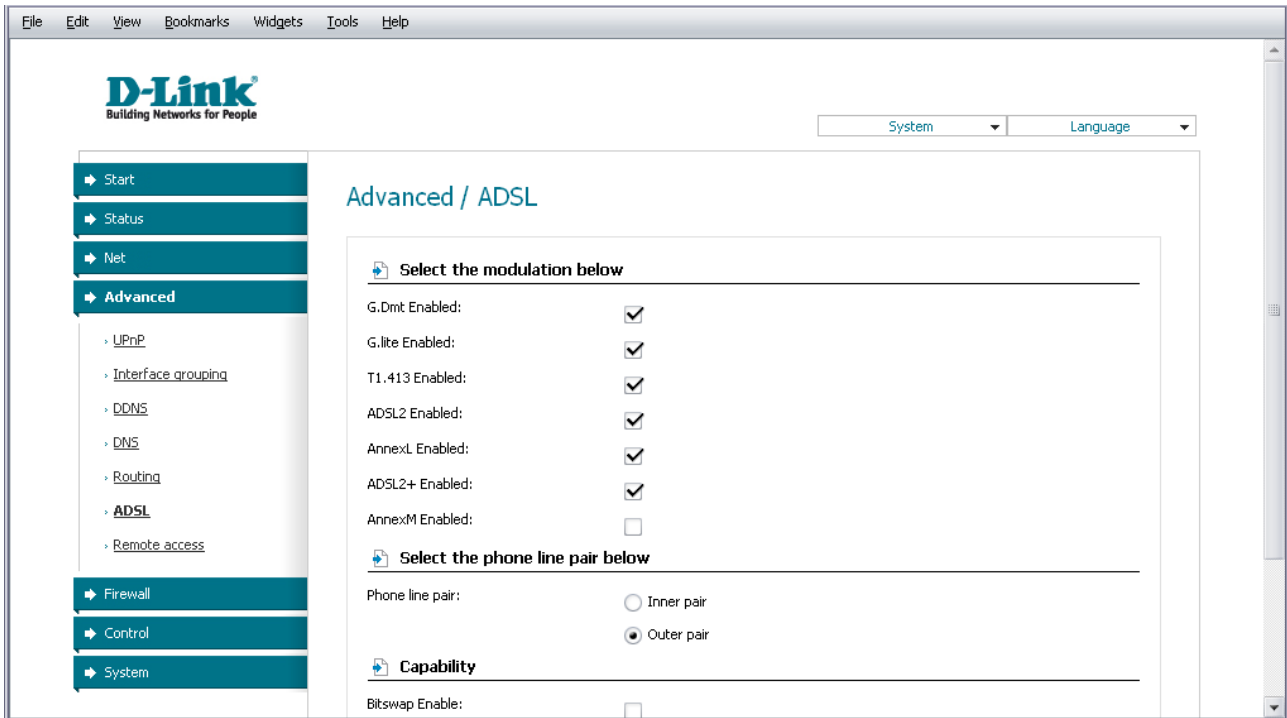 File Edit View Bookmarks Widgets Tools Help
D-Link
Building Networks for People
System Language
Start
Status
Net
Advanced
UPnP
Interface grouping
DDNS
DNS
Routing
ADSL
Remote access
Firewall
Control
System
Advanced / ADSL
Select the modulation below
G.Dmt Enabled:
G.lite Enabled:
T1.413 Enabled:
ADSL2 Enabled:
AnnexL Enabled:
ADSL2+ Enabled:
AnnexM Enabled:
Select the phone line pair below
Phone line pair: Inner pair
Outer pair
Capability
Bitswap Enable: